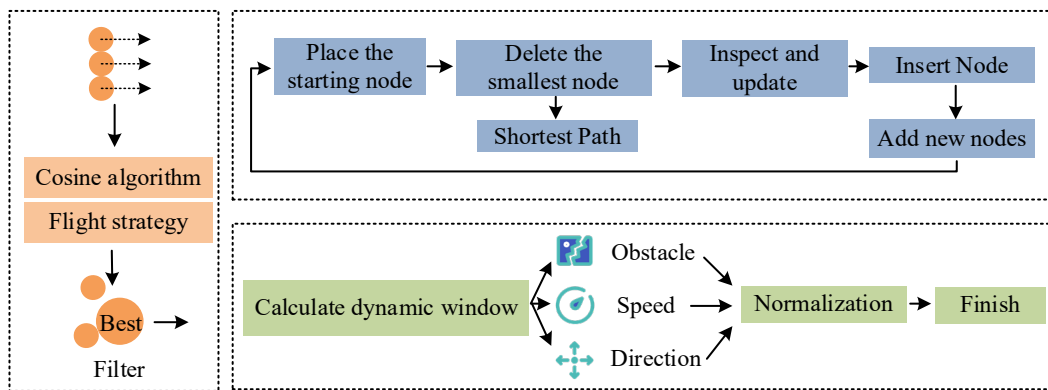 Cosine algorithm
Flight strategy
Best
Filter
Place the
starting node
Delete the
smallest node
Inspect and
update
Insert Node
Shortest Path
Add new nodes
Calculate dynamic window
Obstacle
Speed
Direction
Normalization
Finish